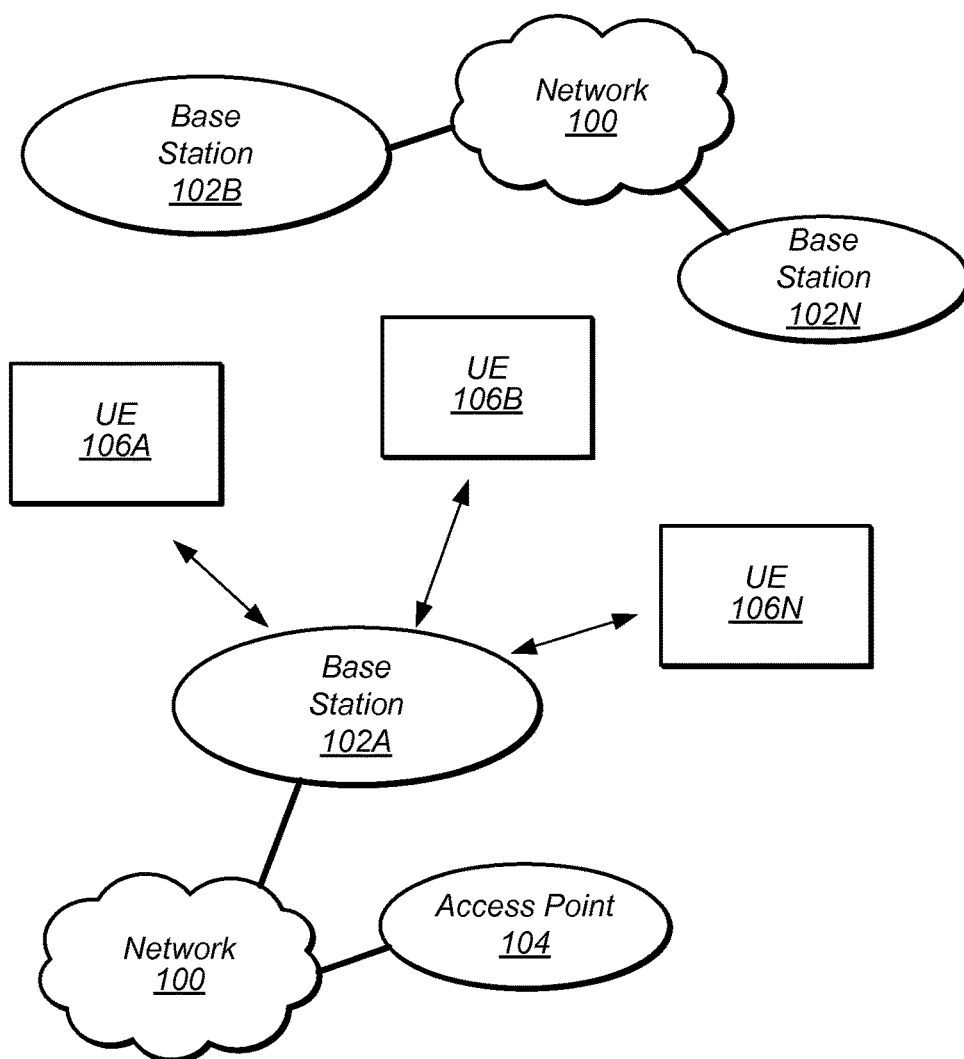 Network
100
Base
Station
102B
Base
Station
102N
UE
106B
UE
106A
UE
106N
Base
Station
102A
Access Point
104
Network
100